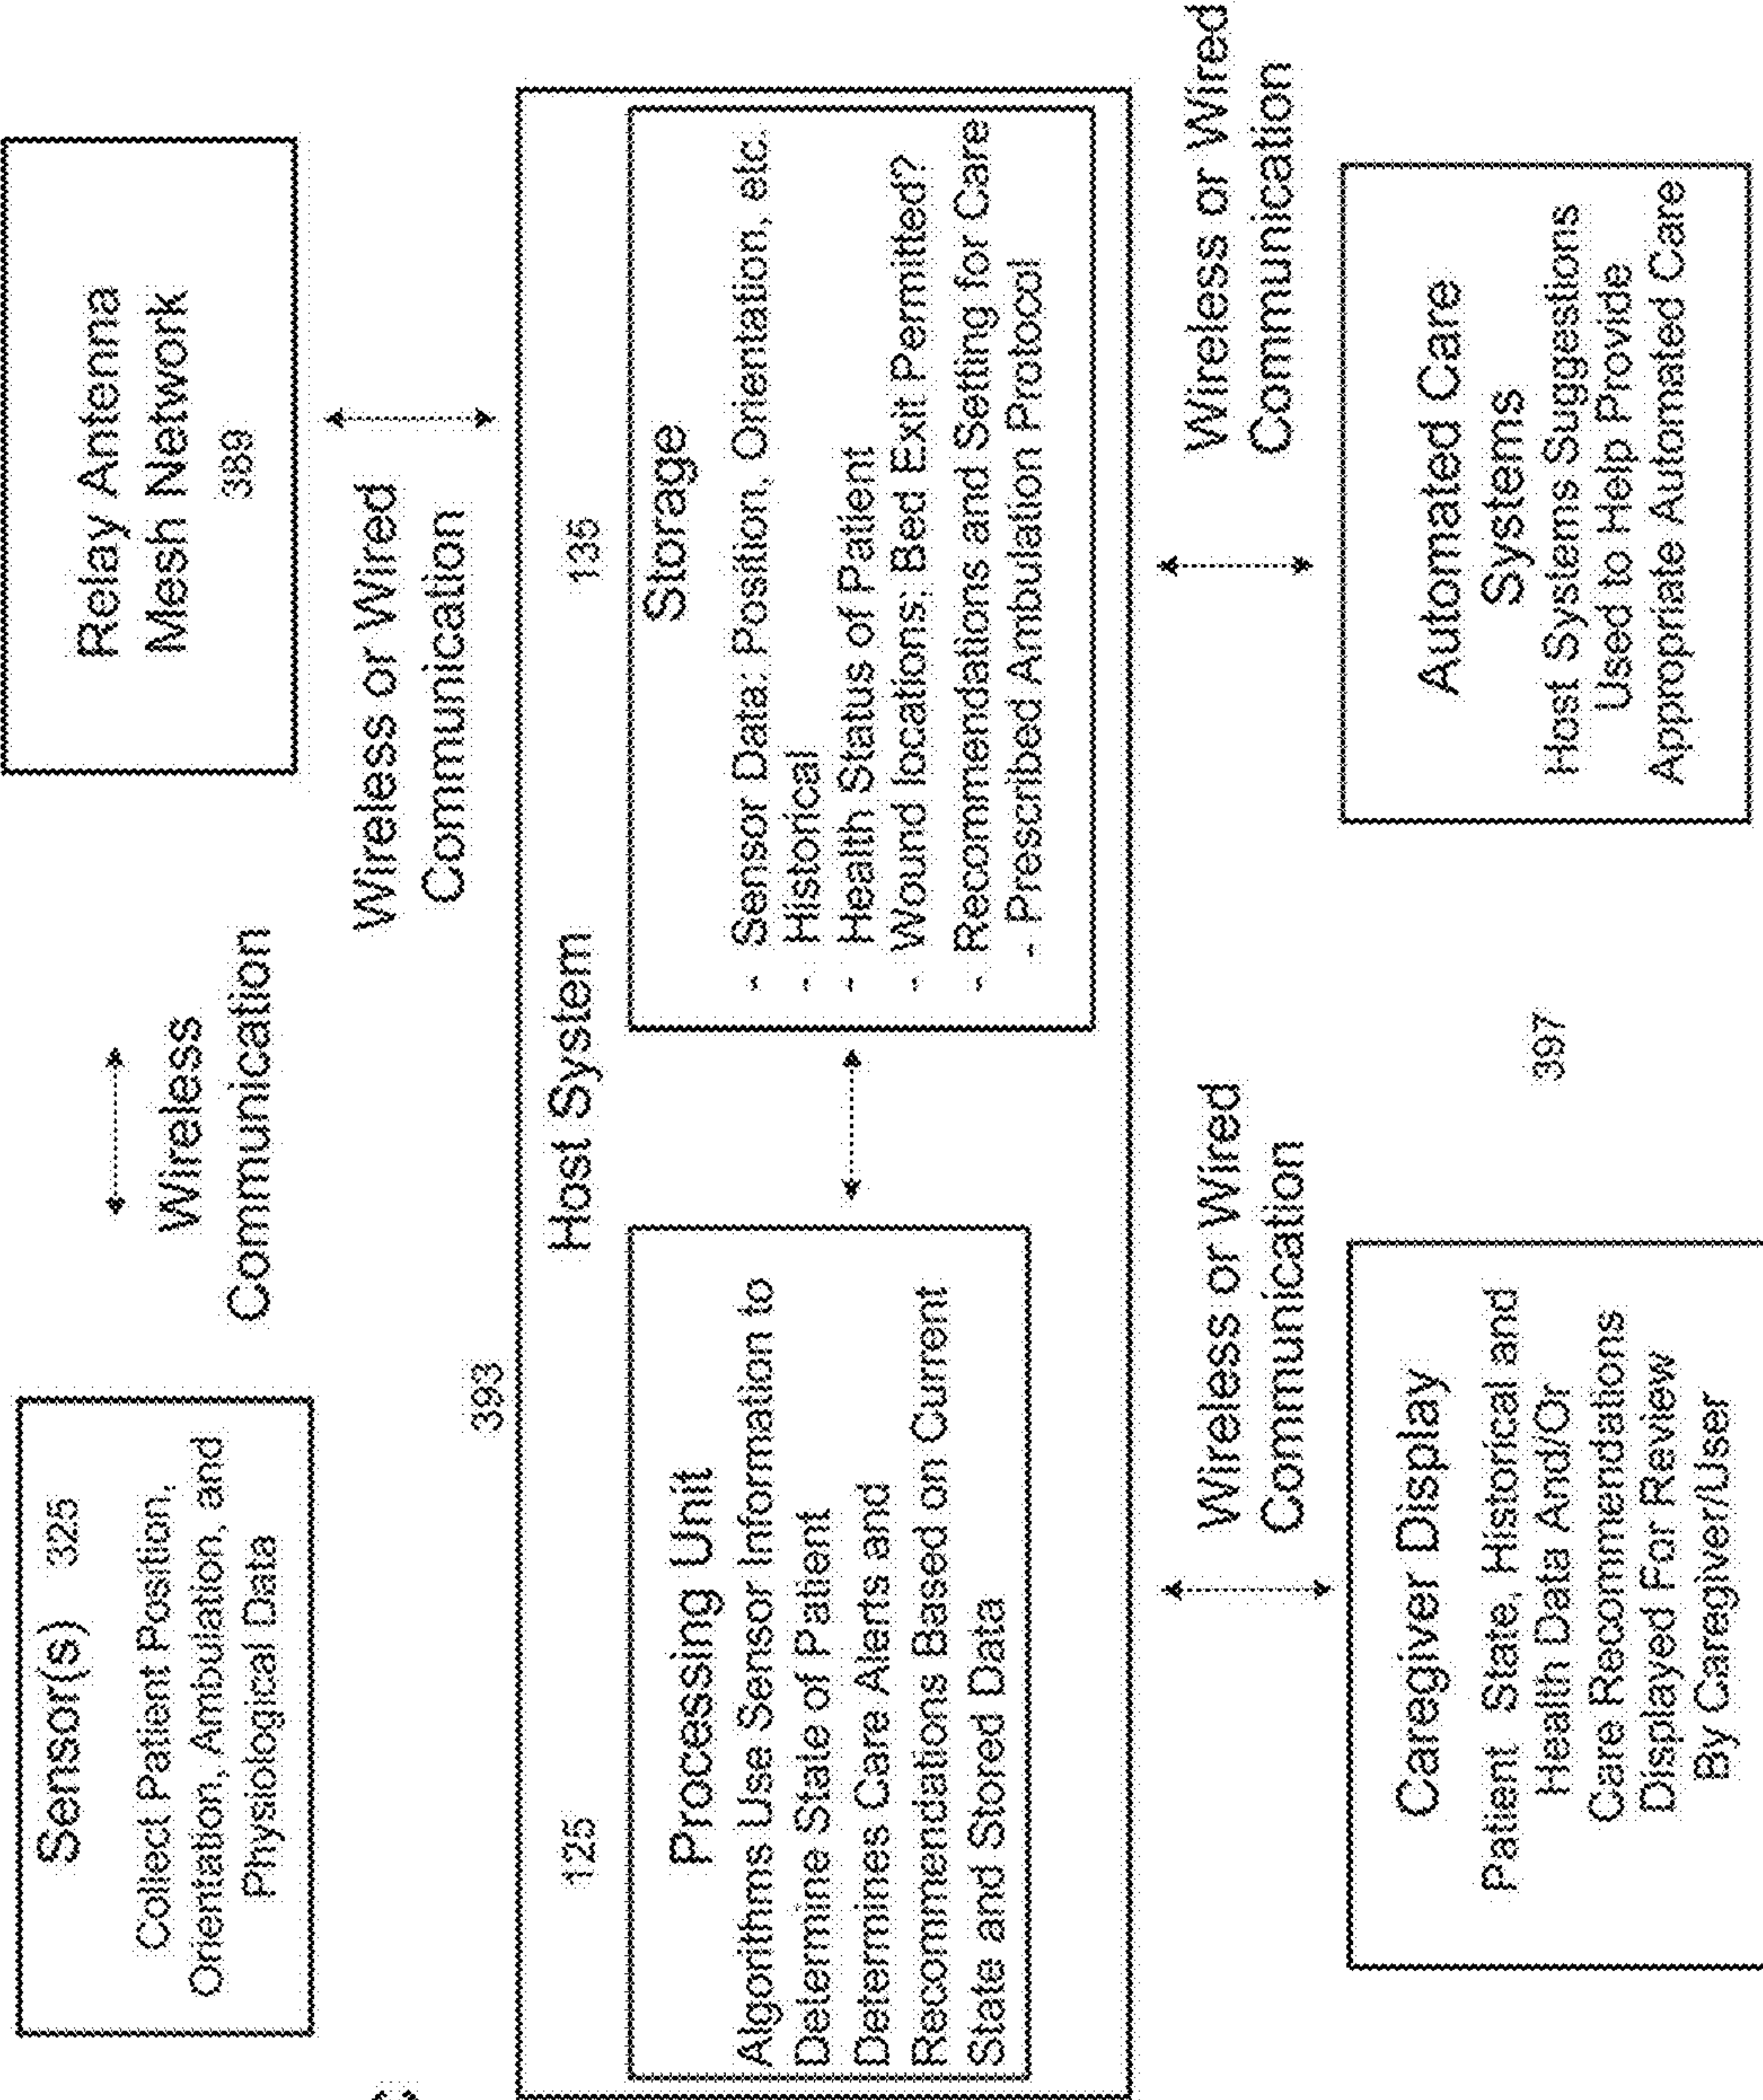 Sensor(s) 325
Collect Patient Position,
Orientation, Ambulation, and
Physiological Data
Wireless
Communication
Relay Antenna
Mesh Network
389
Wireless or Wired
Communication
393
Host System
125
Processing Unit
Algorithms Use Sensor Information to
Determine State of Patient
Determines Care Alerts and
Recommendations Based on Current
State and Stored Data
135
Storage
- Sensor Data: Position, Orientation, etc.
- Historical
- Health Status of Patient
- Wound locations; Bed Exit Permitted?
- Recommendations and Setting for Care
- Prescribed Ambulation Protocal
Wireless or Wired
Communication
Wireless or Wired
Communication
Caregiver Display
Patient State, Historical and
Health Data And/Or
Care Recommendations
Displayed For Review
By Caregiver/User
397
Automated Care
Systems
Host Systems Suggestions
Used to Help Provide
Appropriate Automated Care